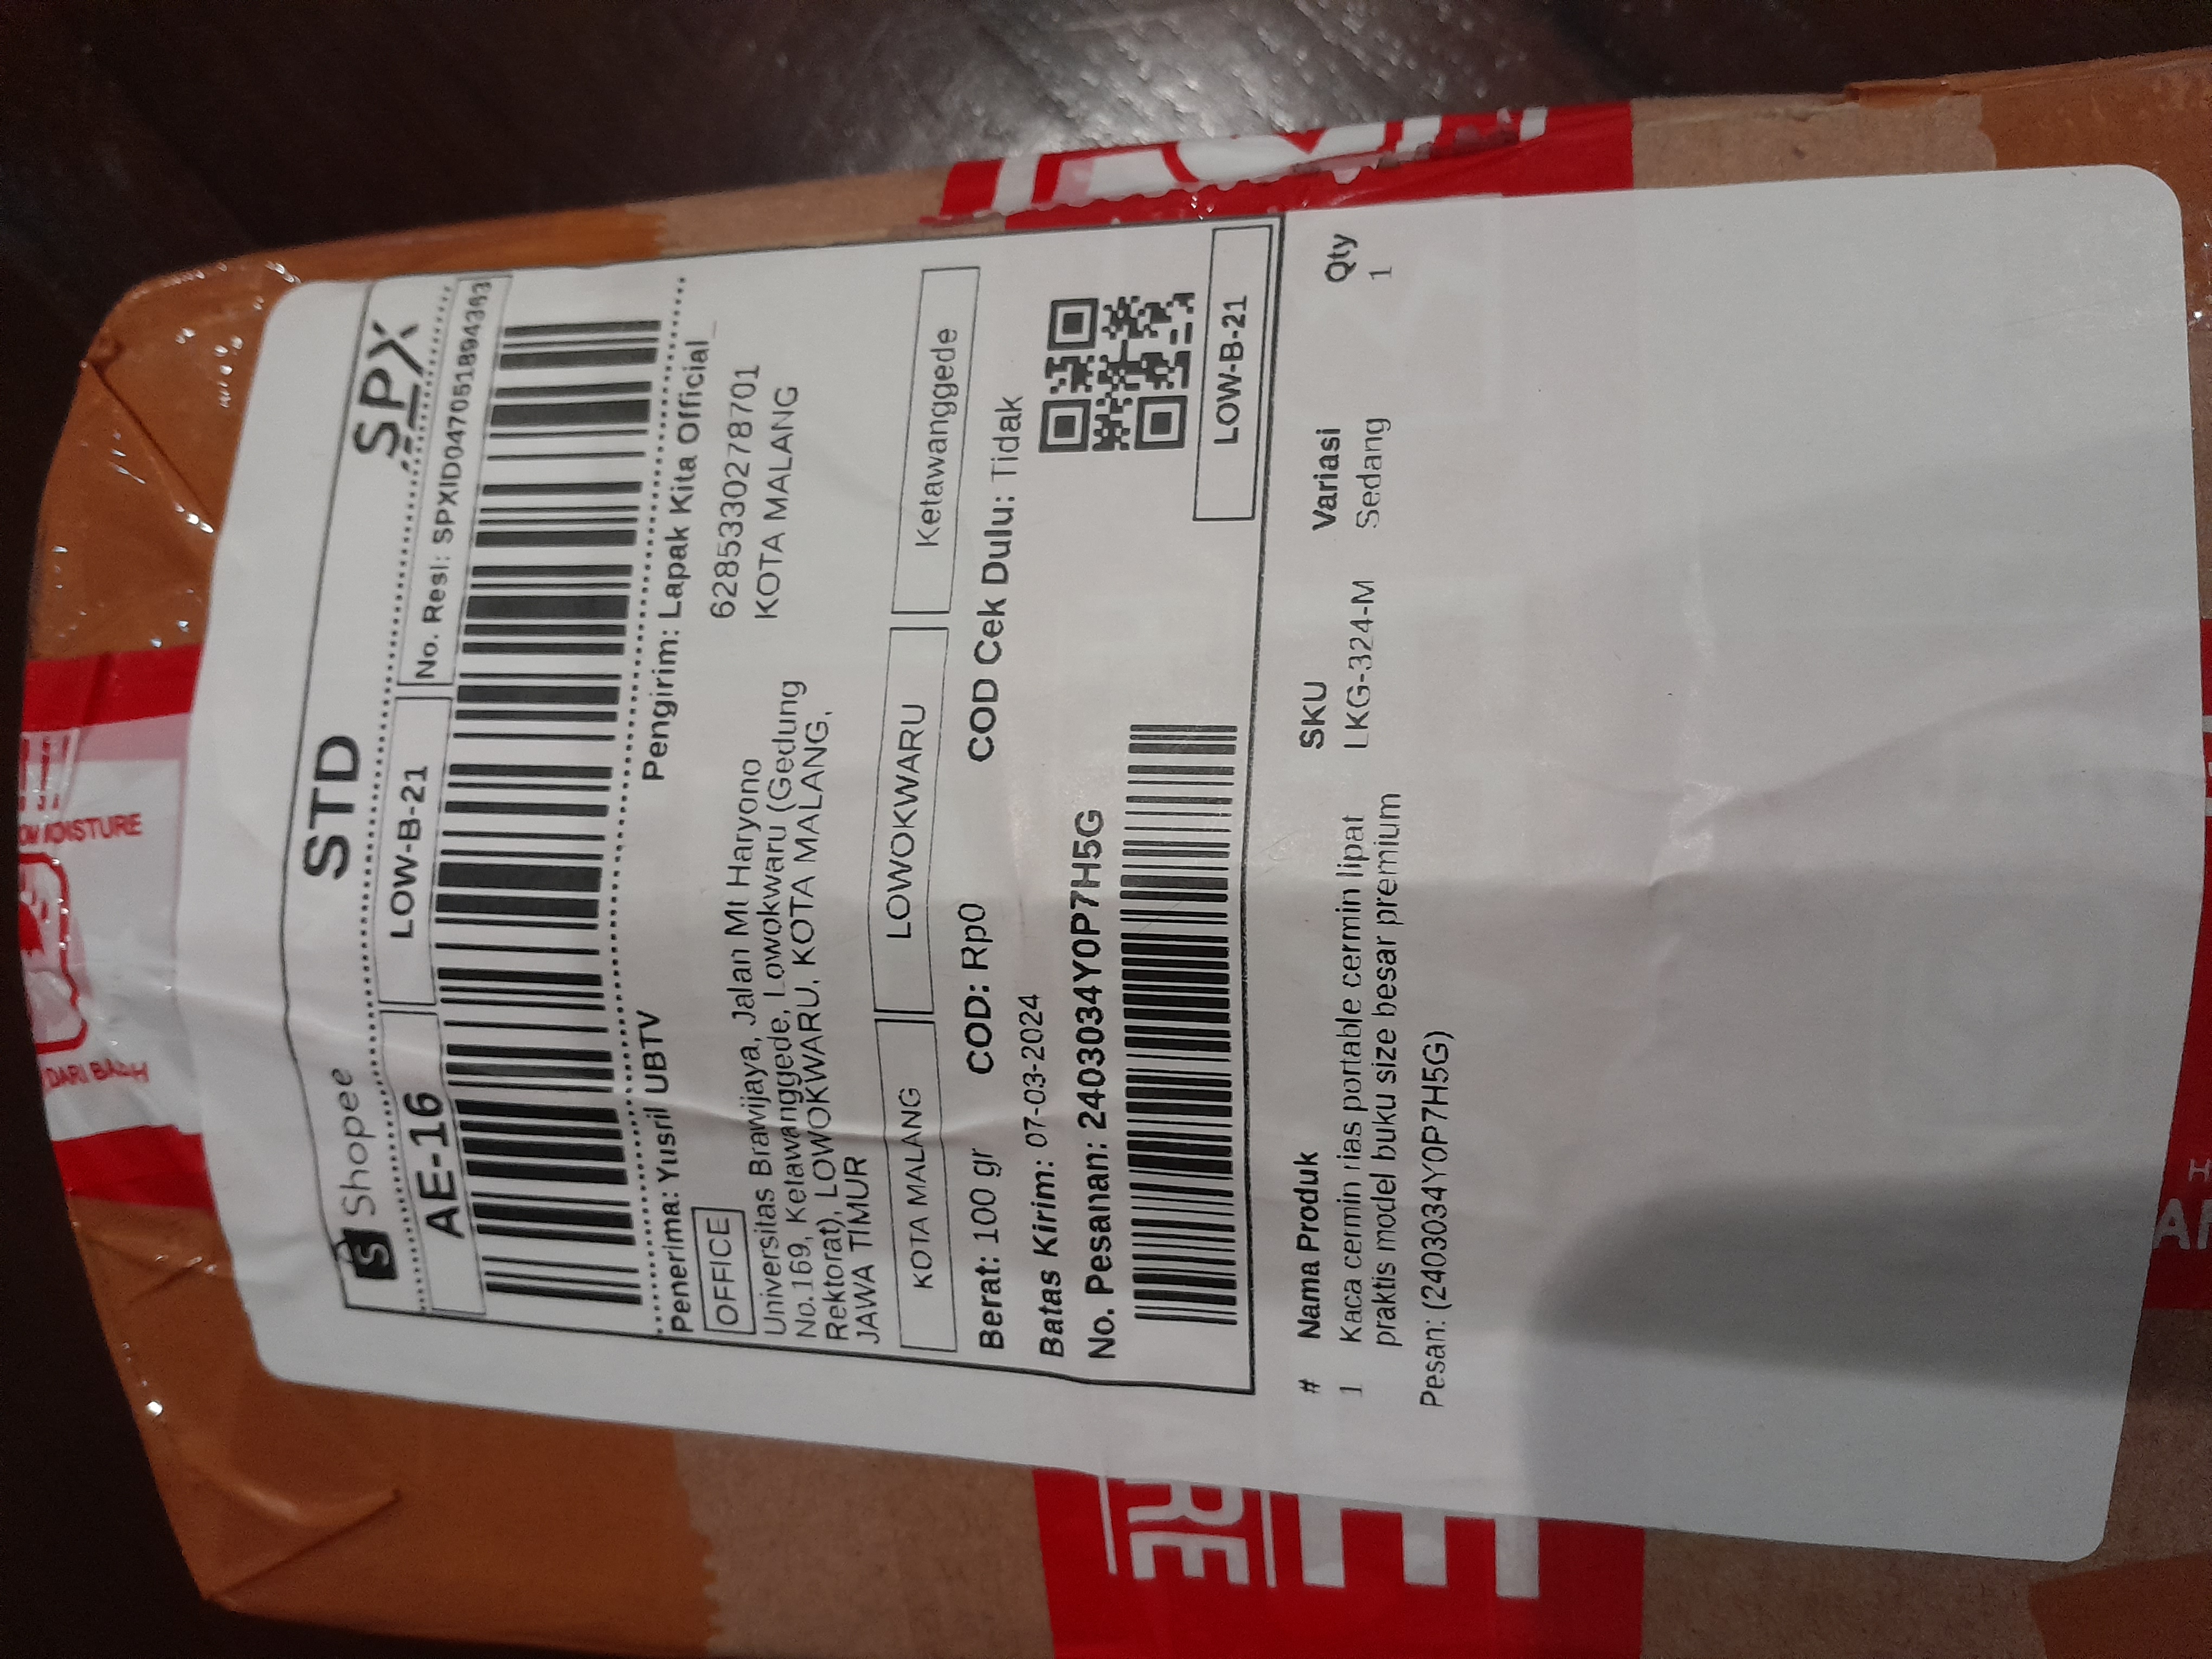 DARI BAHAH
MOISTURE
Shopee
STD
SPX
AE-16
LOW-B-21
No. Resi: SPXID047051894363
Penerima: Yusril UBTV
Pengirim: Lapak Kita Official_
OFFICE
6285330278701
KOTA MALANG
Universitas Brawijaya, Jalan Mt Haryono
No.169, Ketawanggede, Lowokwaru (Gedung
Rektorat), LOWOKWARU, KOTA MALANG,
JAWA TIMUR
KOTA MALANG
LOWOKWARU
Ketawanggede
Berat: 100 gr
COD: Rp0
COD Cek Dulu: Tidak
Batas Kirim: 07-03-2024
No. Pesanan: 2403034Y0P7H5G
LOW-B-21
# Nama Produk SKU Variasi Qty
1 Kaca cermin rias portable cermin lipat LKG-324-M Sedang 1
praktis model buku size besar premium
Pesan: (2403034Y0P7H5G)